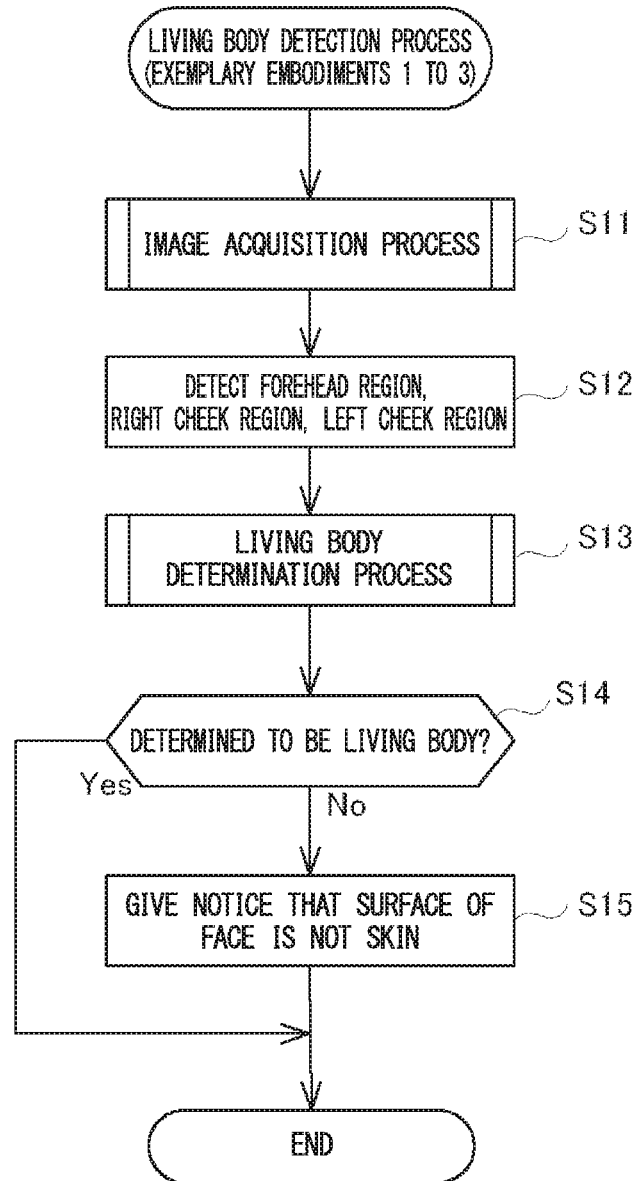 LIVING BODY DETECTION PROCESS
(EXEMPLARY EMBODIMENTS 1 TO 3)
IMAGE ACQUISITION PROCESS
S11
DETECT FOREHEAD REGION,
RIGHT CHEEK REGION, LEFT CHEEK REGION
S12
LIVING BODY
DETERMINATION PROCESS
S13
DETERMINED TO BE LIVING BODY?
S14
Yes
No
GIVE NOTICE THAT SURFACE OF
FACE IS NOT SKIN
S15
END